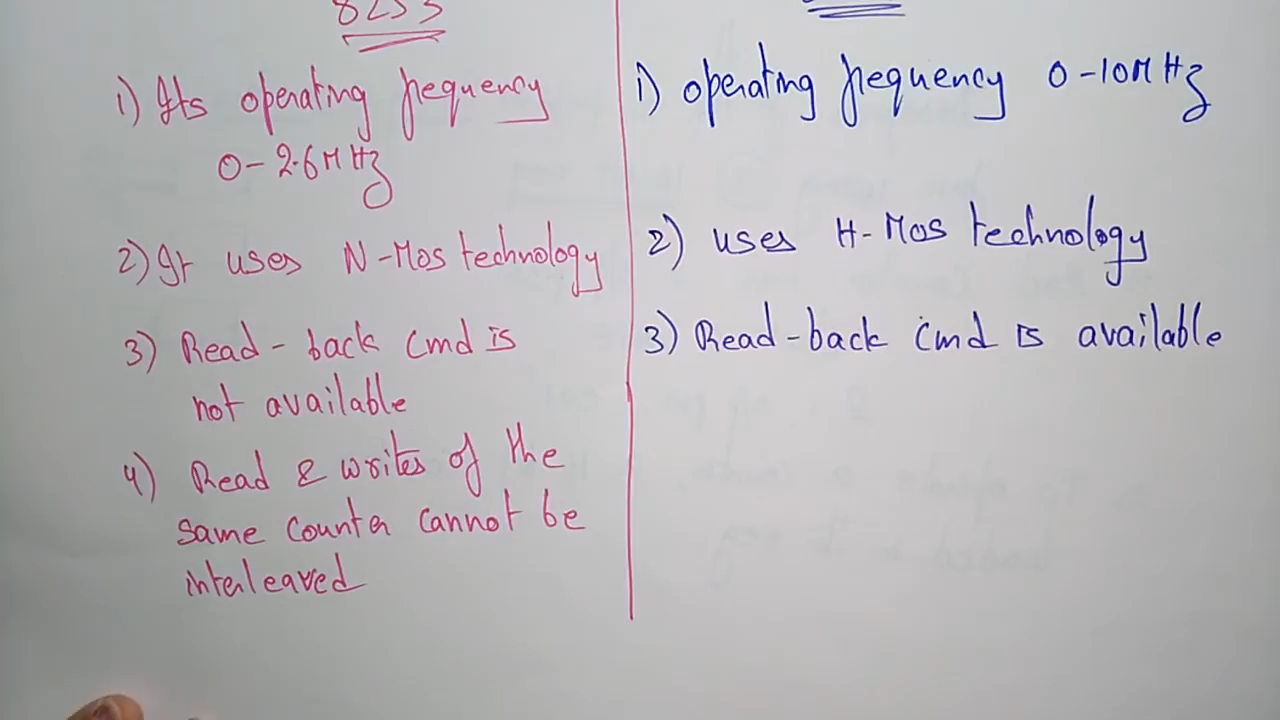 8253
1) Its operating frequency
0-2.6MHz
2) It uses N-Mos technology
3) Read-back cmd is
not available
4) Read & writes of the
same counter cannot be
interleaved
1) operating frequency 0-10MHz
2) uses H-Mos technology
3) Read-back cmd is available